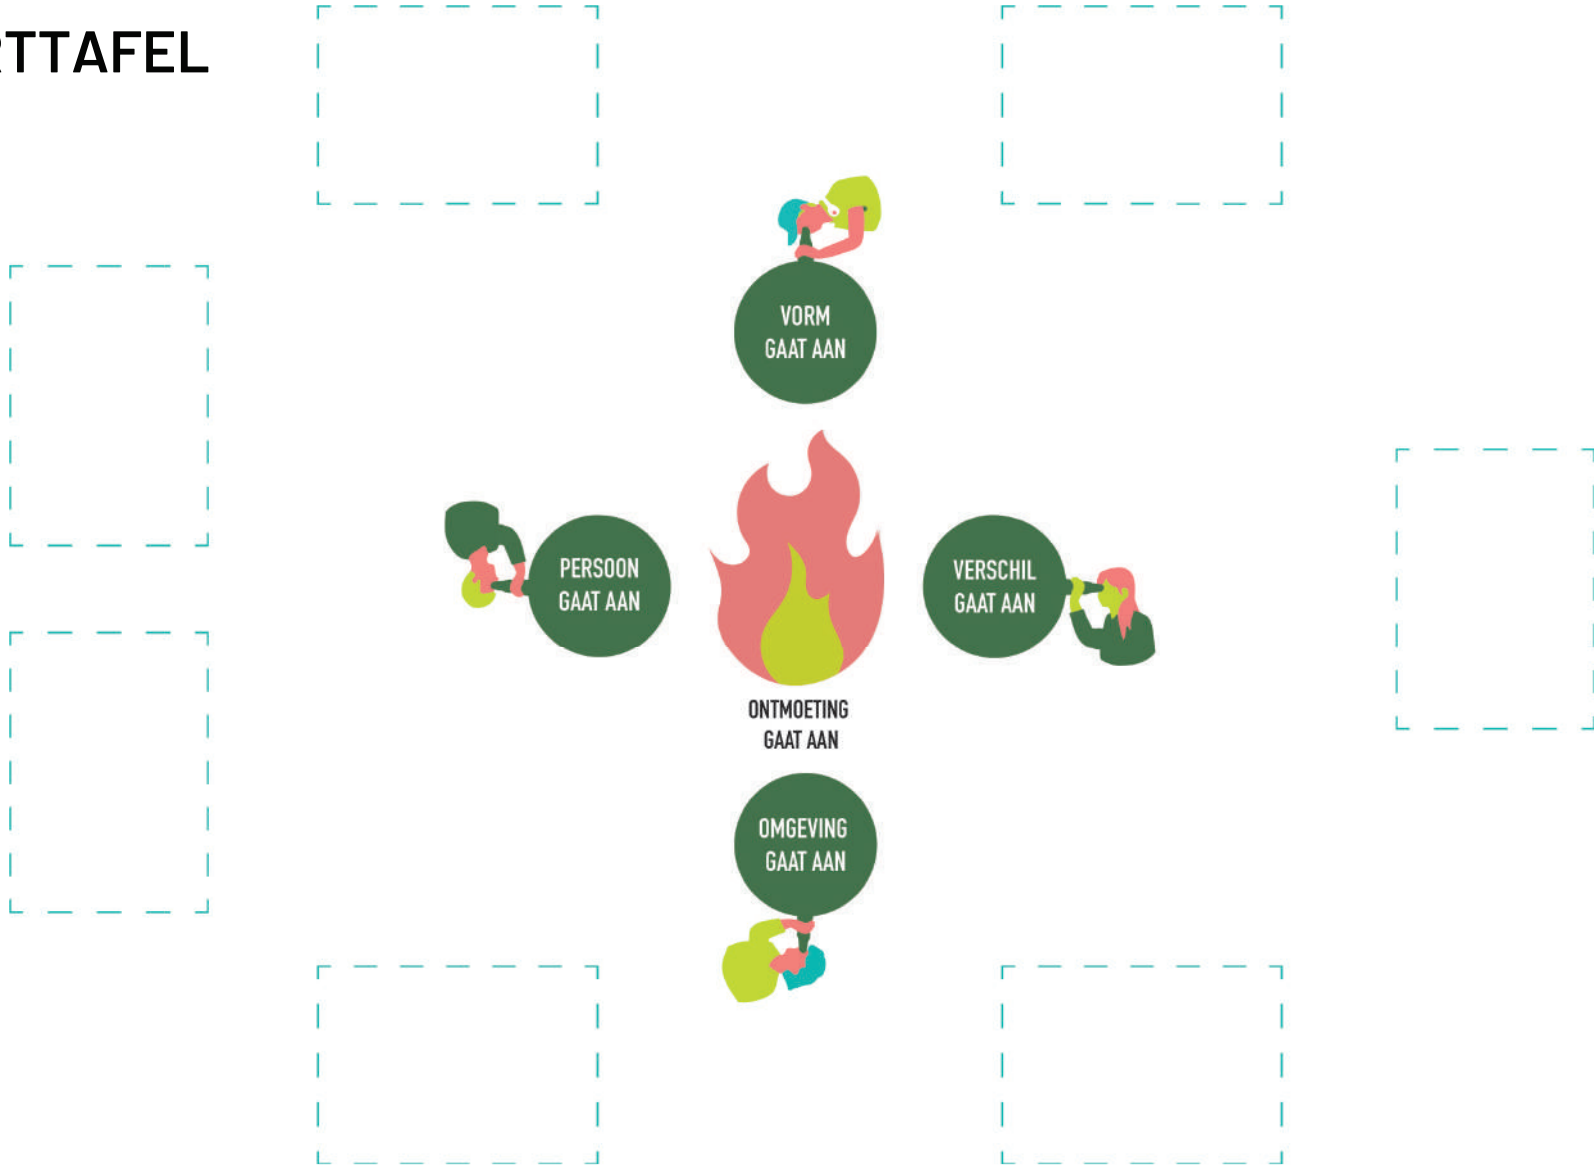 TTAFEL
VORM
GAAT AAN
PERSOON
GAAT AAN
VERSCHIL
GAAT AAN
ONTMOETING
GAAT AAN
OMGEVING
GAAT AAN